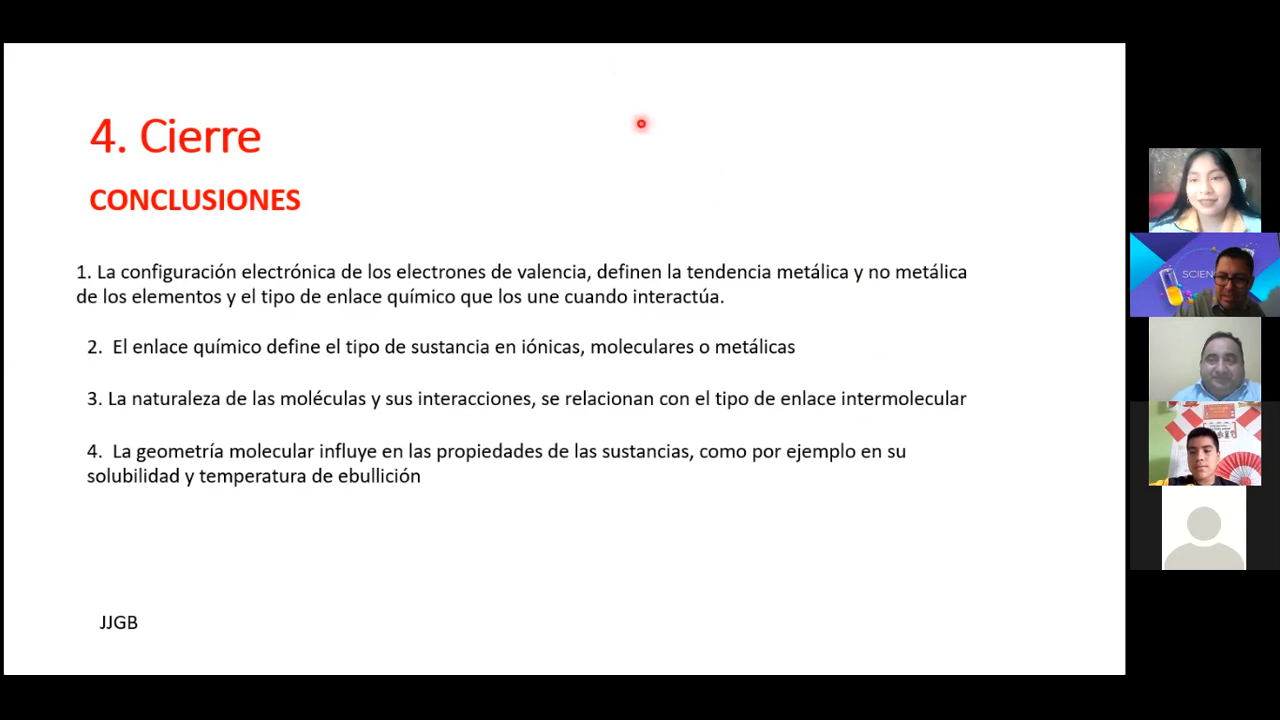 4. Cierre
CONCLUSIONES
1. La configuración electrónica de los electrones de valencia, definen la tendencia metálica y no metálica
de los elementos y el tipo de enlace químico que los une cuando interactúa.
2. El enlace químico define el tipo de sustancia en iónicas, moleculares o metálicas
3. La naturaleza de las moléculas y sus interacciones, se relacionan con el tipo de enlace intermolecular
4. La geometría molecular influye en las propiedades de las sustancias, como por ejemplo en su
solubilidad y temperatura de ebullición
JJGB